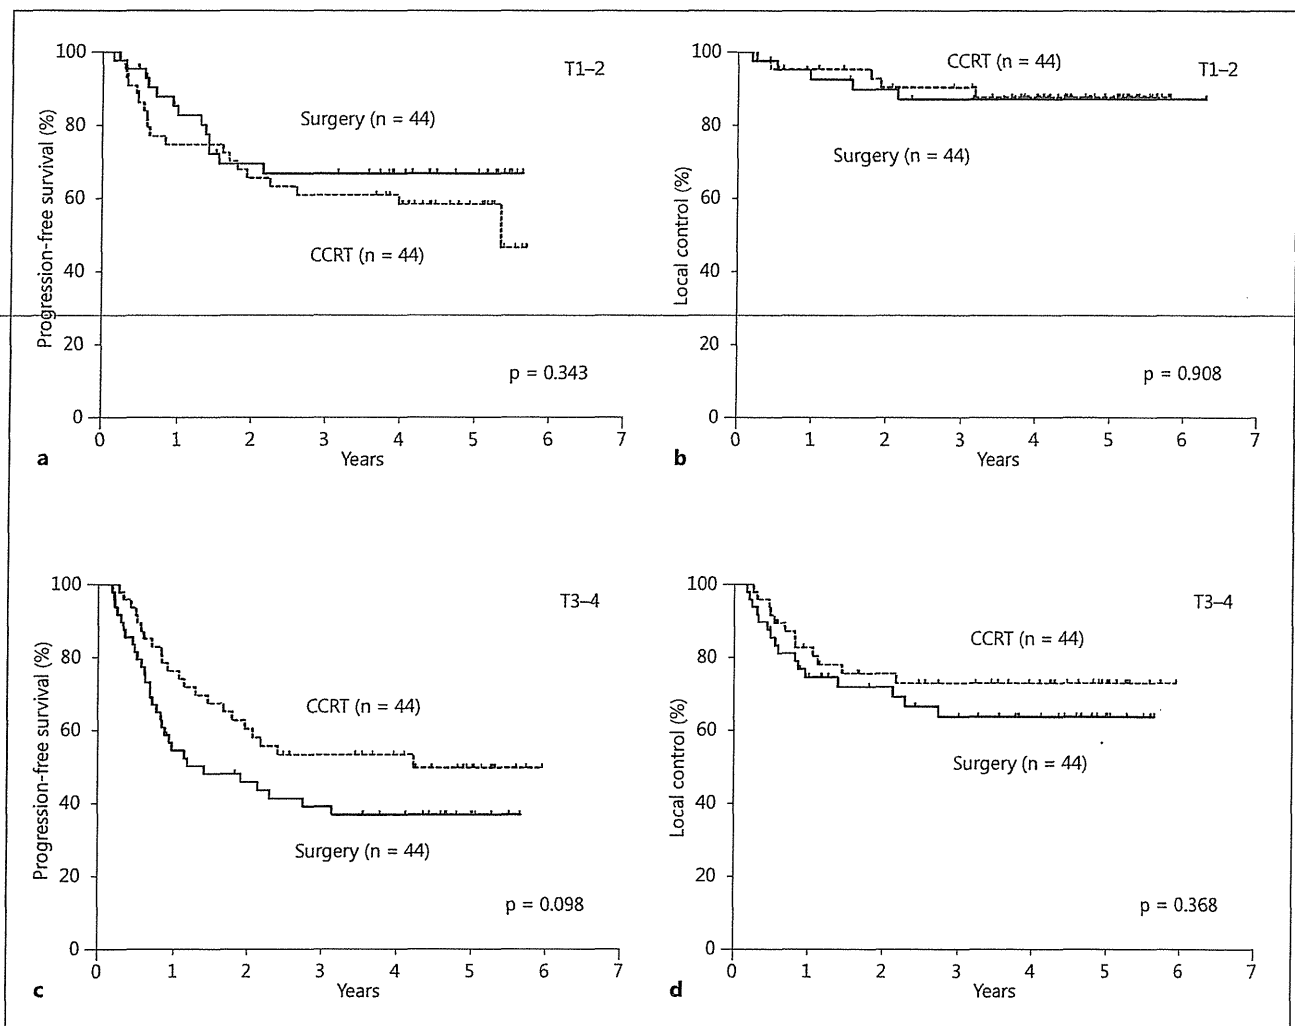 100
80
60
40
20
0
Progression-free survival (%)
T1–2
Surgery (n = 44)
CCRT (n = 44)
p = 0.343
0 1 2 3 4 5 6 7
Years
a
100
80
60
40
20
0
Local control (%)
CCRT (n = 44)
T1–2
Surgery (n = 44)
p = 0.908
0 1 2 3 4 5 6 7
Years
b
100
80
60
40
20
0
Progression-free survival (%)
T3–4
CCRT (n = 44)
Surgery (n = 44)
p = 0.098
0 1 2 3 4 5 6 7
Years
c
100
80
60
40
20
0
Local control (%)
T3–4
CCRT (n = 44)
Surgery (n = 44)
p = 0.368
0 1 2 3 4 5 6 7
Years
d